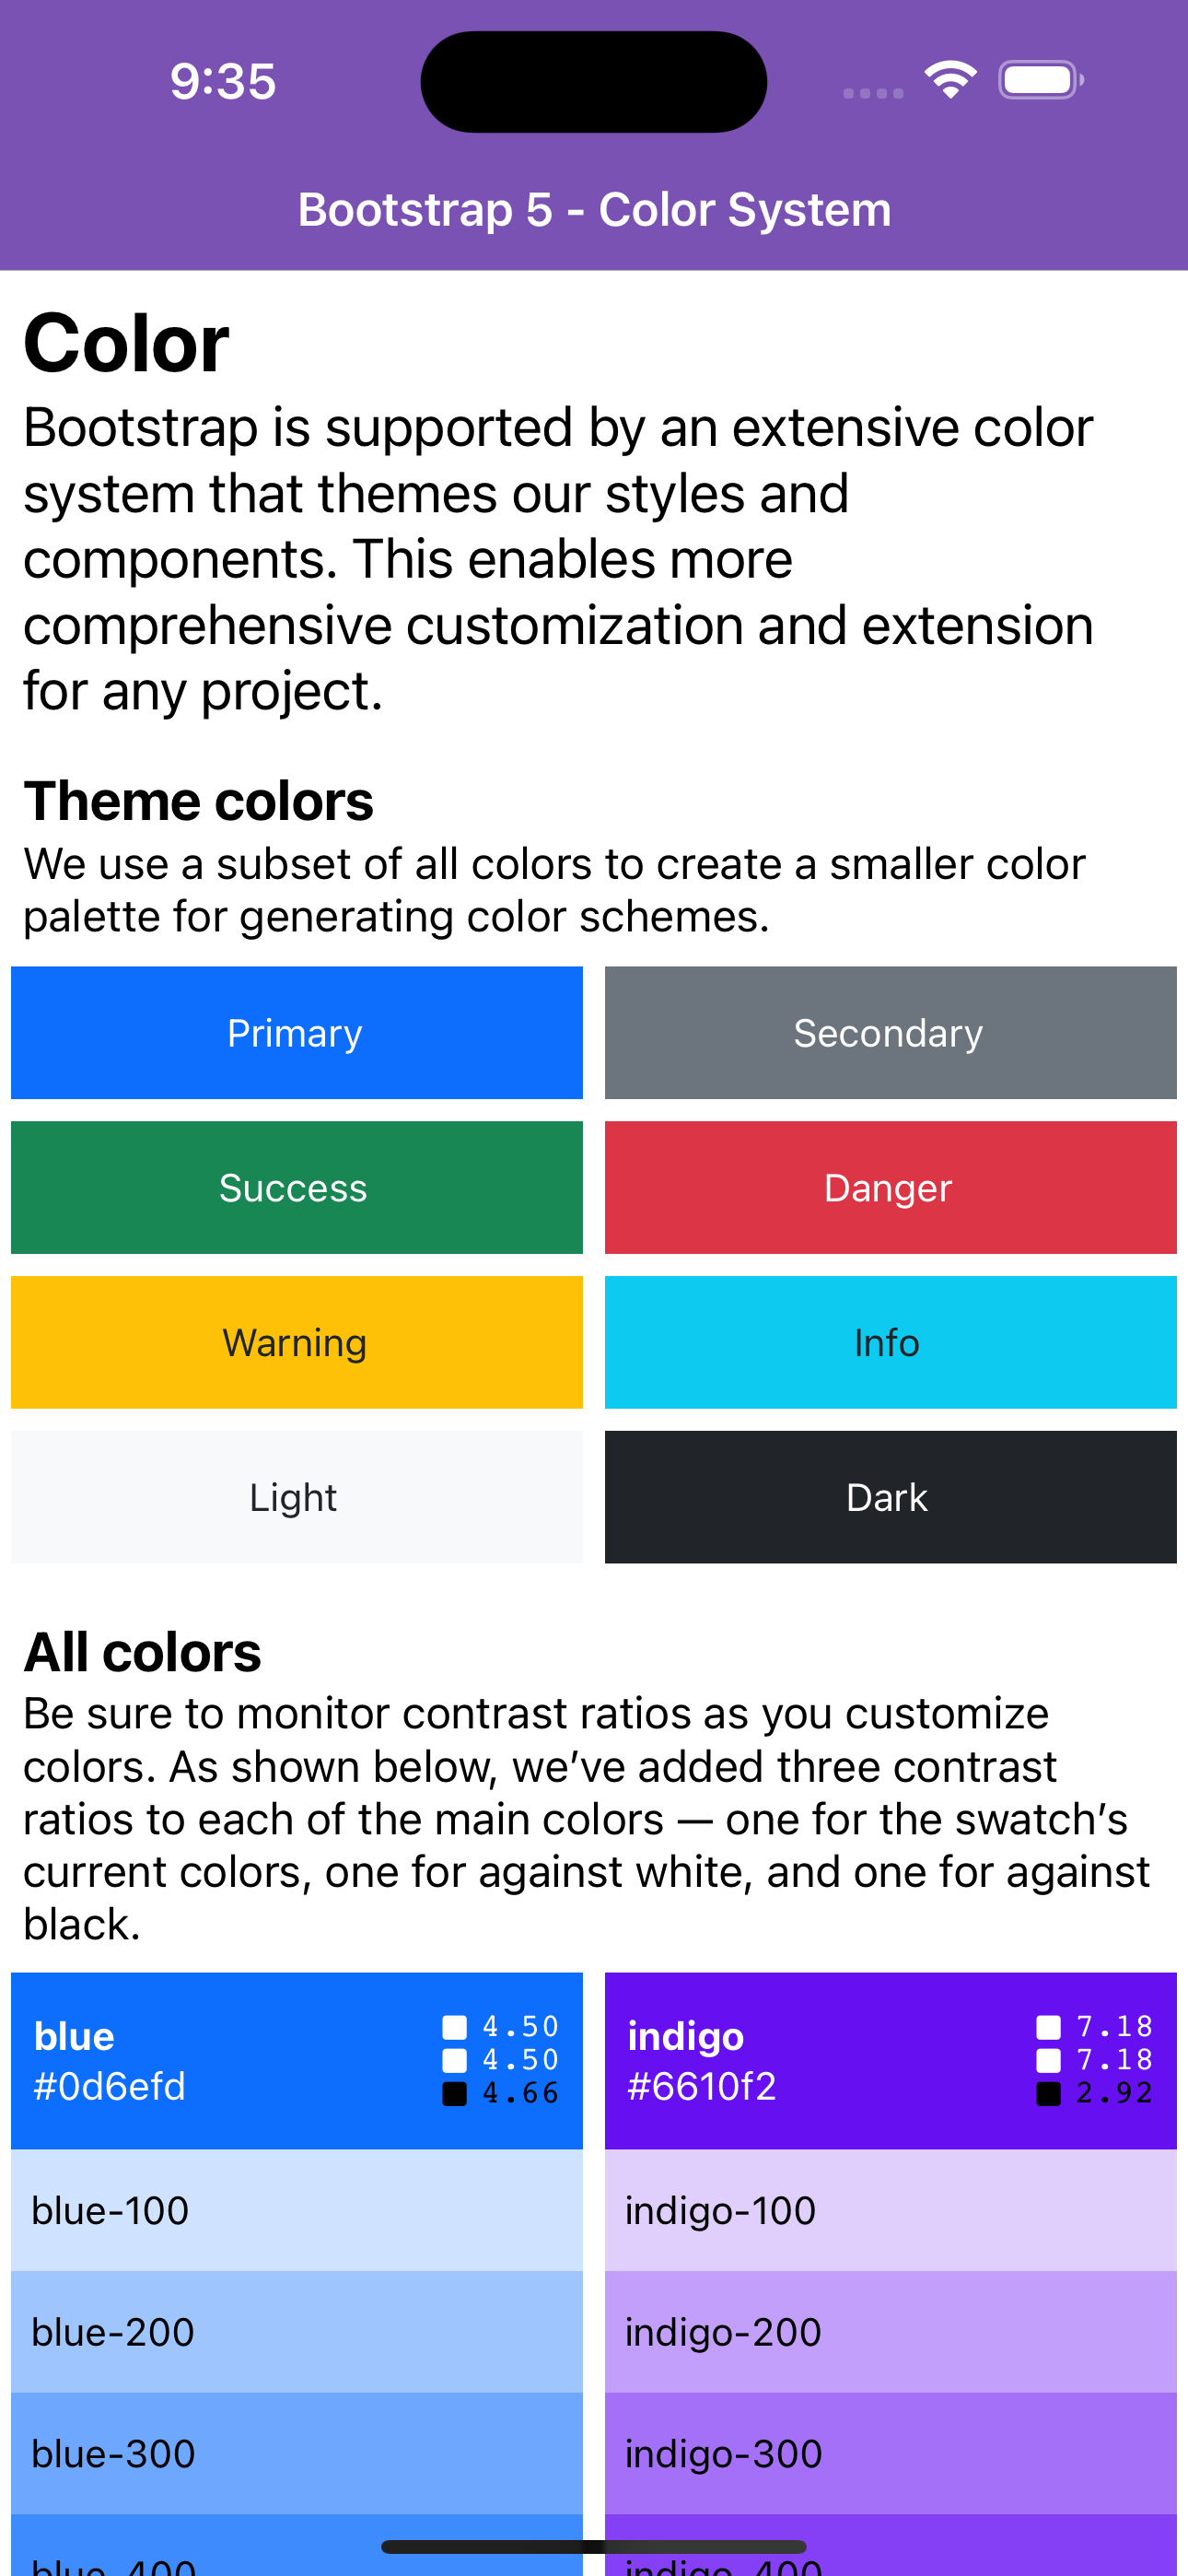 9:35
Bootstrap 5 - Color System
Color
Bootstrap is supported by an extensive color
system that themes our styles and
components. This enables more
comprehensive customization and extension
for any project.
Theme colors
We use a subset of all colors to create a smaller color
palette for generating color schemes.
Primary
Secondary
Success
Danger
Warning
Info
Light
Dark
All colors
Be sure to monitor contrast ratios as you customize
colors. As shown below, we’ve added three contrast
ratios to each of the main colors — one for the swatch’s
current colors, one for against white, and one for against
black.
blue
#0d6efd
4.50
4.50
4.66
indigo
#6610f2
7.18
7.18
2.92
blue-100
indigo-100
blue-200
indigo-200
blue-300
indigo-300
blue-400
indigo-400